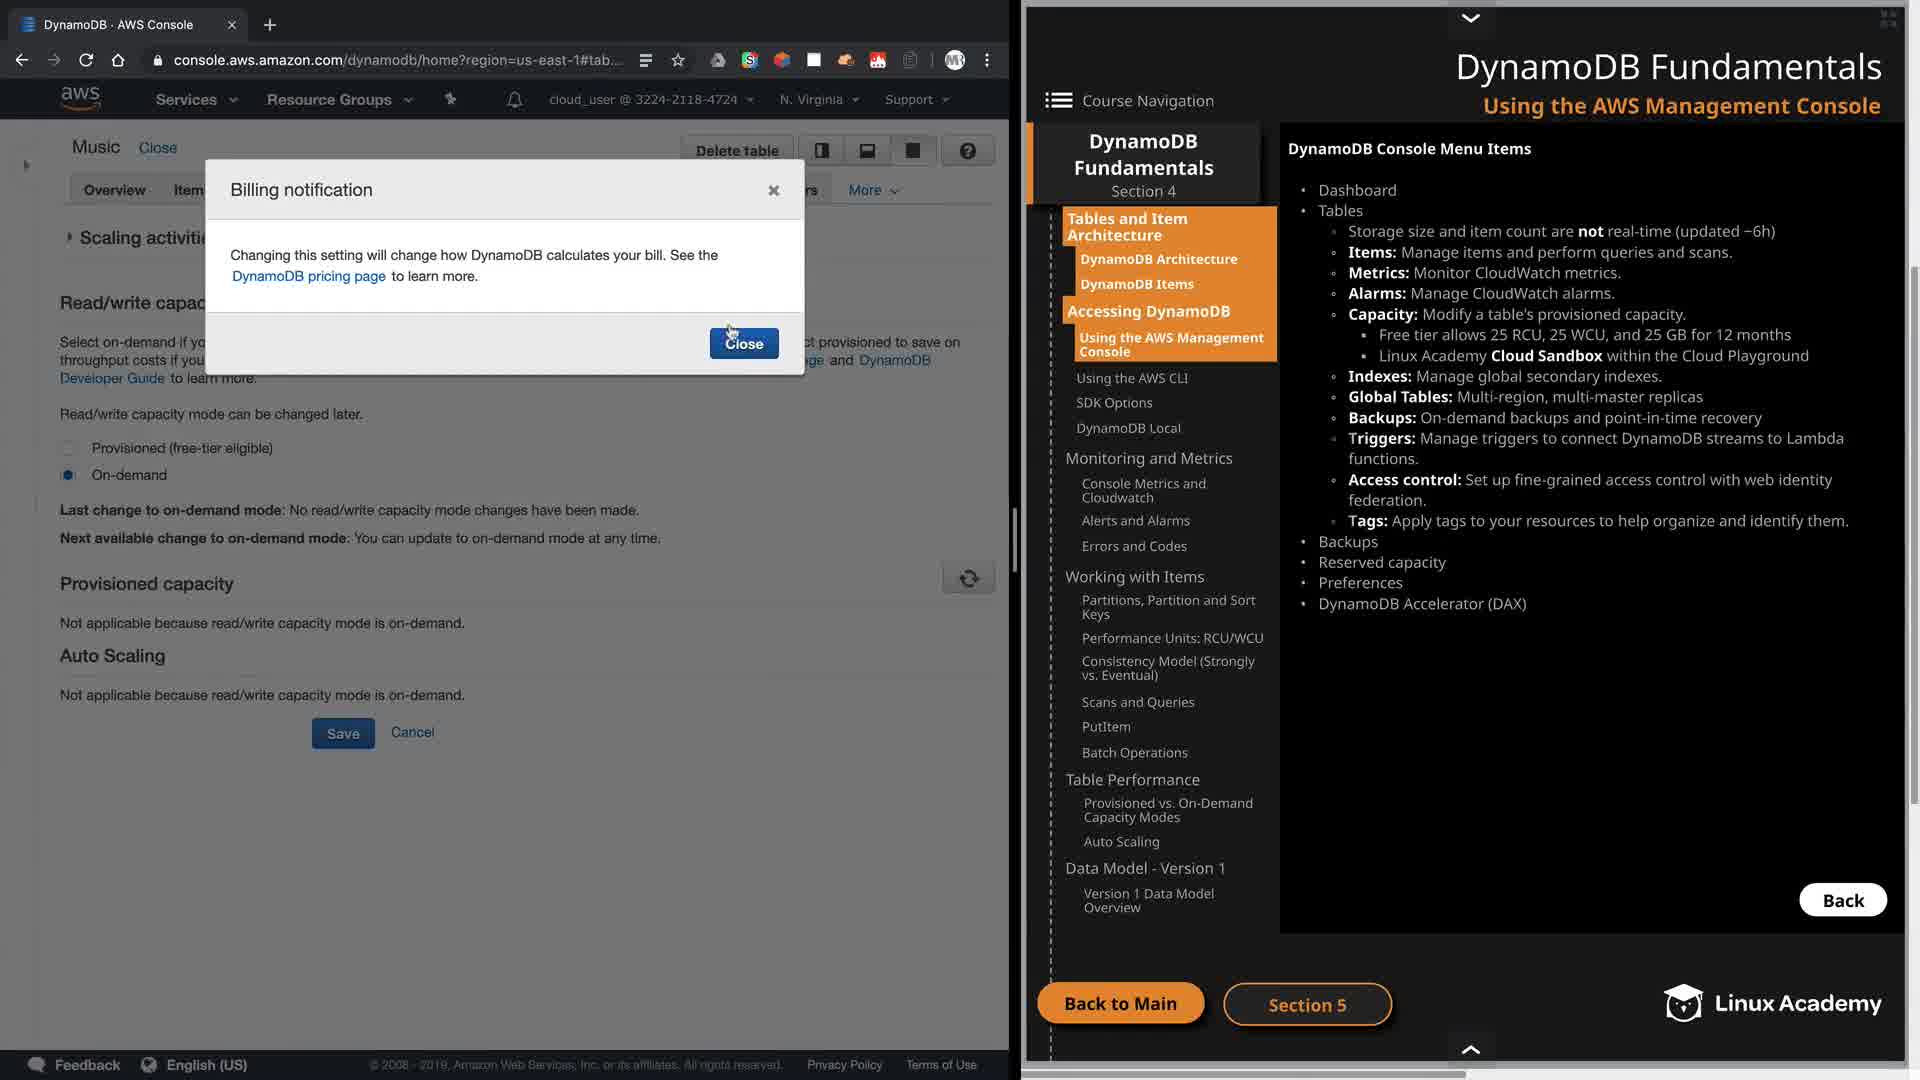 DynamoDB · AWS Console
console.aws.amazon.com/dynamodb/home?region=us-east-1#tab...
aws
Services
Resource Groups
cloud_user @ 3224-2118-4724
N. Virginia
Support
Music
Close
Delete table
Overview
Item
rs
More
Billing notification
Changing this setting will change how DynamoDB calculates your bill. See the
DynamoDB pricing page to learn more.
Close
Scaling activitie
Read/write capac
Select on-demand if yo
ct provisioned to save on
throughput costs if you
ge and DynamoDB
Developer Guide to learn more.
Read/write capacity mode can be changed later.
Provisioned (free-tier eligible)
On-demand
Last change to on-demand mode: No read/write capacity mode changes have been made.
Next available change to on-demand mode: You can update to on-demand mode at any time.
Provisioned capacity
Not applicable because read/write capacity mode is on-demand.
Auto Scaling
Not applicable because read/write capacity mode is on-demand.
Save
Cancel
Feedback
English (US)
© 2008 - 2019, Amazon Web Services, Inc. or its affiliates. All rights reserved.
Privacy Policy
Terms of Use
DynamoDB Fundamentals
Using the AWS Management Console
Course Navigation
DynamoDB
Fundamentals
Section 4
Tables and Item
Architecture
DynamoDB Architecture
DynamoDB Items
Accessing DynamoDB
Using the AWS Management
Console
Using the AWS CLI
SDK Options
DynamoDB Local
Monitoring and Metrics
Console Metrics and
Cloudwatch
Alerts and Alarms
Errors and Codes
Working with Items
Partitions, Partition and Sort
Keys
Performance Units: RCU/WCU
Consistency Model (Strongly
vs. Eventual)
Scans and Queries
PutItem
Batch Operations
Table Performance
Provisioned vs. On-Demand
Capacity Modes
Auto Scaling
Data Model - Version 1
Version 1 Data Model
Overview
DynamoDB Console Menu Items
• Dashboard
• Tables
◦ Storage size and item count are not real-time (updated ~6h)
◦ Items: Manage items and perform queries and scans.
◦ Metrics: Monitor CloudWatch metrics.
◦ Alarms: Manage CloudWatch alarms.
◦ Capacity: Modify a table's provisioned capacity.
▪ Free tier allows 25 RCU, 25 WCU, and 25 GB for 12 months
▪ Linux Academy Cloud Sandbox within the Cloud Playground
◦ Indexes: Manage global secondary indexes.
◦ Global Tables: Multi-region, multi-master replicas
◦ Backups: On-demand backups and point-in-time recovery
◦ Triggers: Manage triggers to connect DynamoDB streams to Lambda
functions.
◦ Access control: Set up fine-grained access control with web identity
federation.
◦ Tags: Apply tags to your resources to help organize and identify them.
• Backups
• Reserved capacity
• Preferences
• DynamoDB Accelerator (DAX)
Back
Back to Main
Section 5
Linux Academy